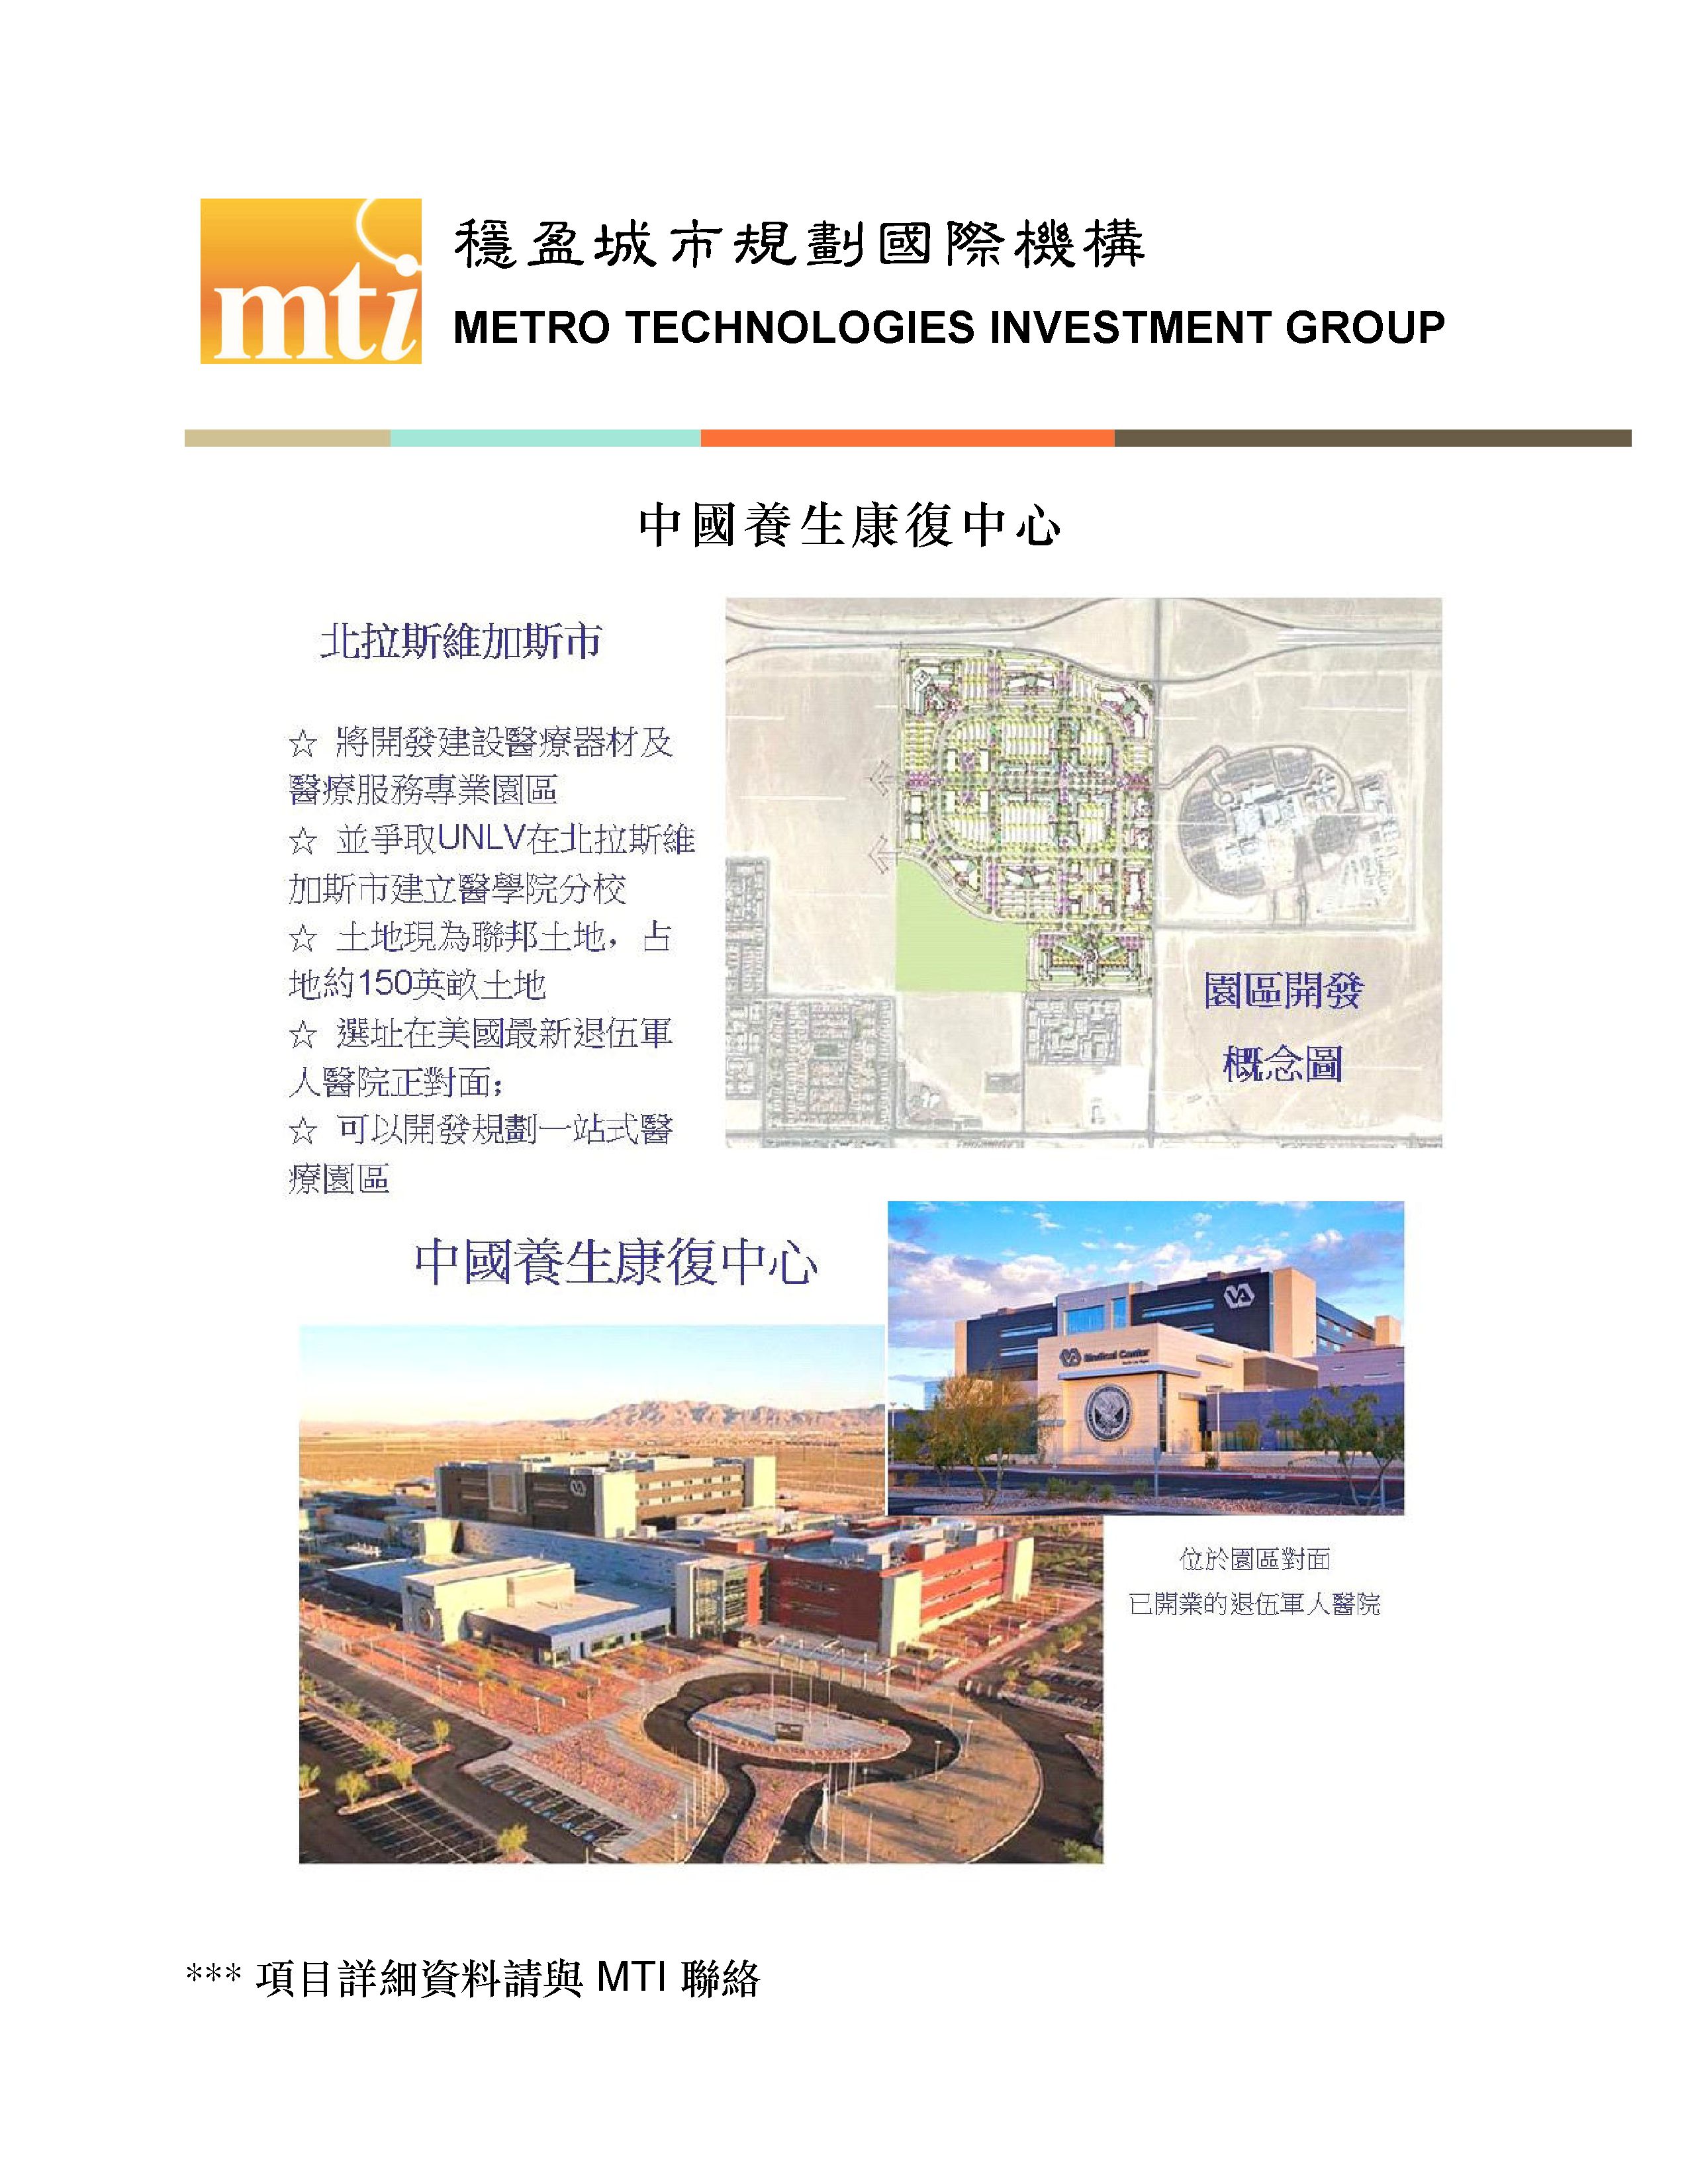 mti
穩盈城市規劃國際機構
METRO TECHNOLOGIES INVESTMENT GROUP
中國養生康復中心
北拉斯維加斯市
☆ 將開發建設醫療器材及
醫療服務專業園區
☆ 並爭取UNLV在北拉斯維
加斯市建立醫學院分校
☆ 土地現為聯邦土地，占
地約150英畝土地
☆ 選址在美國最新退伍軍
人醫院正對面；
☆ 可以開發規劃一站式醫
療園區
園區開發
概念圖
中國養生康復中心
VA
VA Medical Center
VA
位於園區對面
已開業的退伍軍人醫院
*** 項目詳細資料請與 MTI 聯絡